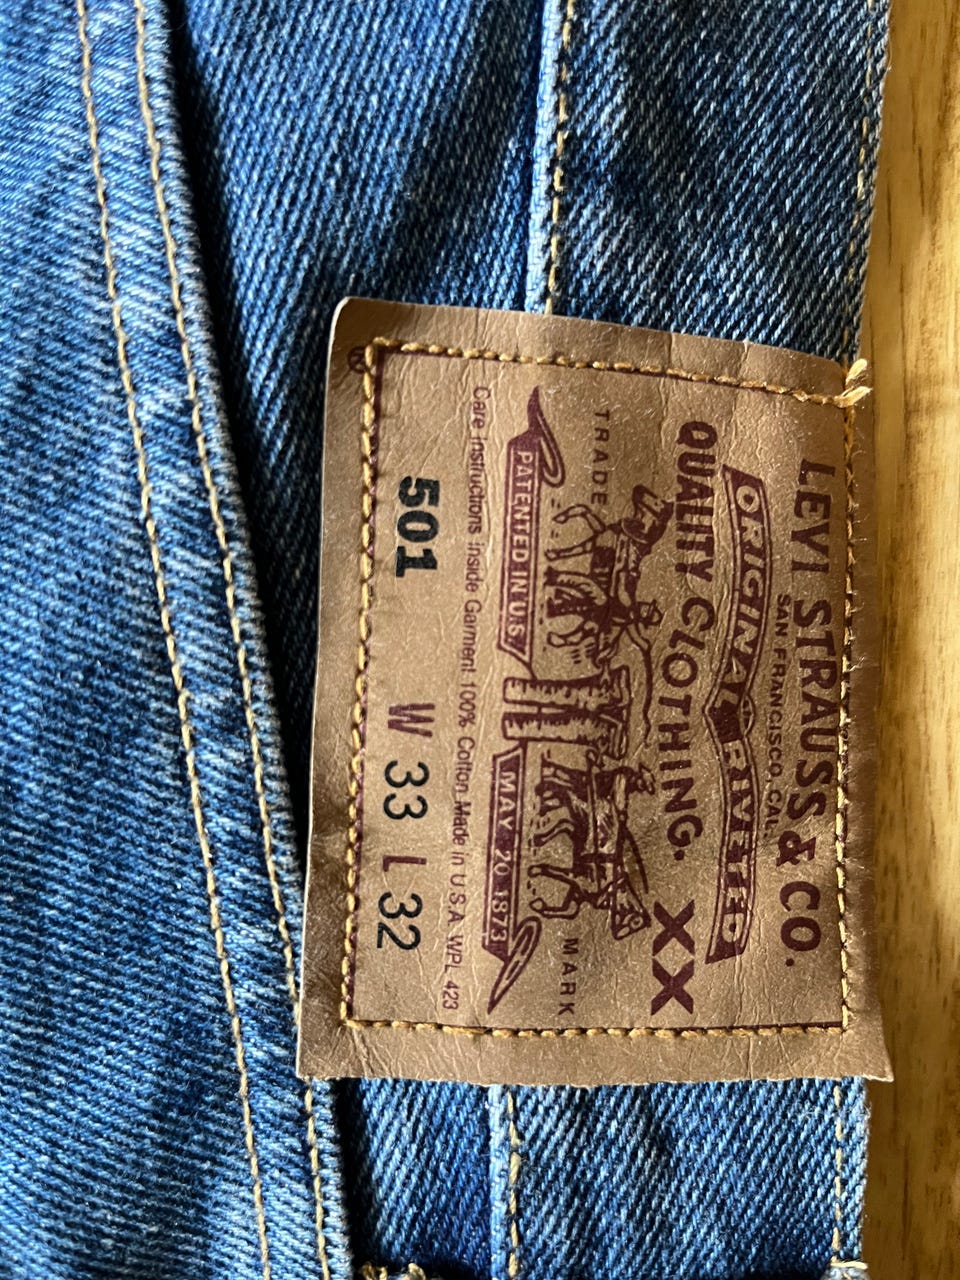 LEVI STRAUSS & CO.
SAN FRANCISCO, CAL.
ORIGINAL RIVETED
QUALITY CLOTHING. XX
TRADE MARK
PATENTED IN U.S. MAY 20 1873
Care instructions inside Garment 100% Cotton Made in U.S.A. WPL 423
501 W 33 L 32
®